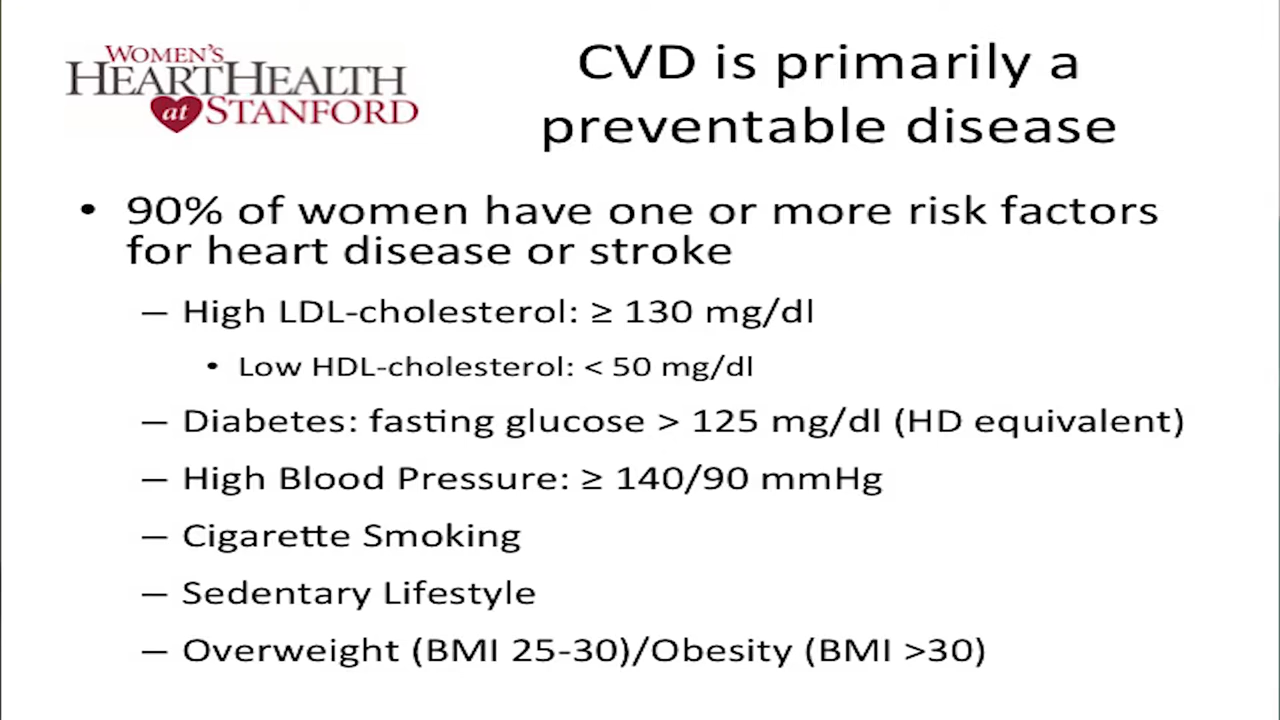 WOMEN'S
HEARTHEALTH
at STANFORD
CVD is primarily a
preventable disease
• 90% of women have one or more risk factors
for heart disease or stroke
– High LDL-cholesterol: ≥ 130 mg/dl
• Low HDL-cholesterol: < 50 mg/dl
– Diabetes: fasting glucose > 125 mg/dl (HD equivalent)
– High Blood Pressure: ≥ 140/90 mmHg
– Cigarette Smoking
– Sedentary Lifestyle
– Overweight (BMI 25-30)/Obesity (BMI >30)